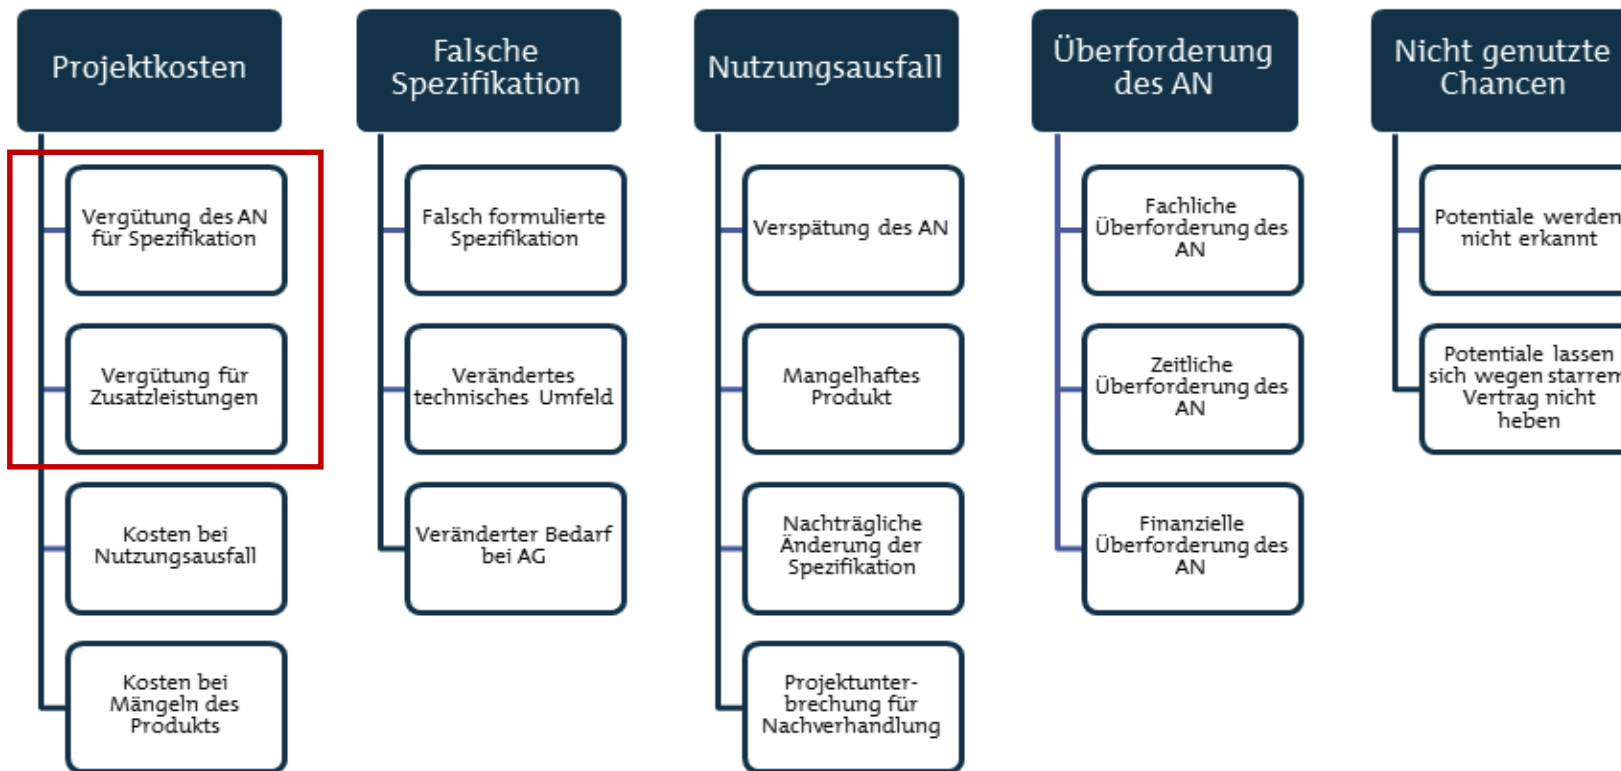 Projektkosten
Vergütung des AN
für Spezifikation
Vergütung für
Zusatzleistungen
Kosten bei
Nutzungsausfall
Kosten bei
Mängeln des
Produkts
Falsche
Spezifikation
Falsch formulierte
Spezifikation
Verändertes
technisches Umfeld
Veränderter Bedarf
bei AG
Nutzungsausfall
Verspätung des AN
Mangelhaftes
Produkt
Nachträgliche
Änderung der
Spezifikation
Projektunter-
brechung für
Nachverhandlung
Überforderung
des AN
Fachliche
Überforderung des
AN
Zeitliche
Überforderung des
AN
Finanzielle
Überforderung des
AN
Nicht genutzte
Chancen
Potentiale werden
nicht erkannt
Potentiale lassen
sich wegen starrem
Vertrag nicht
heben